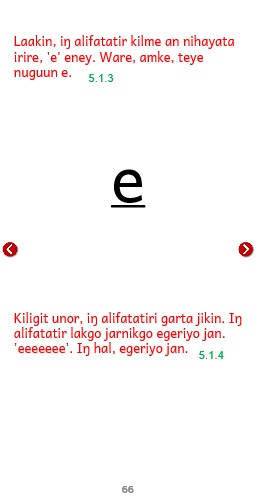 Laakin, iŋ alifatatir kilme an nihayata
irire, 'e' eney. Ware, amke, teye
nuguun e. 5.1.3
e
Kiligit unor, iŋ alifatatiri garta jikin. Iŋ
alifatatir lakgo jarnikgo egeriyo jan.
'eeeeeee'. Iŋ hal, egeriyo jan. 5.1.4
66